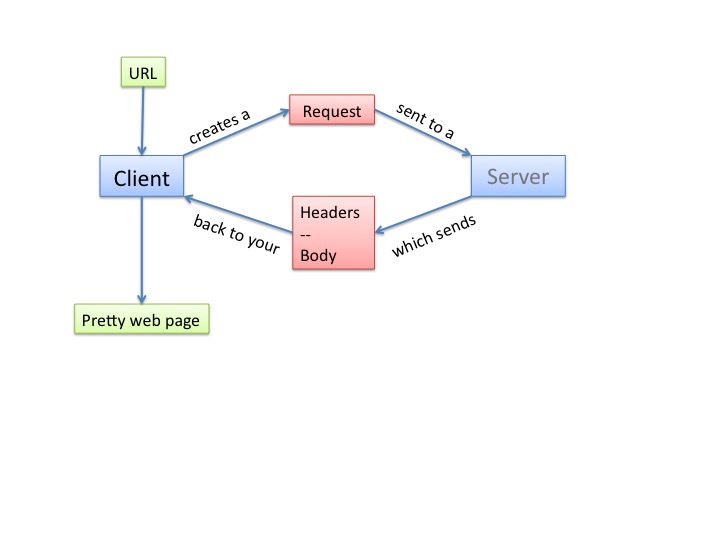 URL
creates a
Request
sent to a
Client
Server
Headers
--
Body
back to your
which sends
Pretty web page